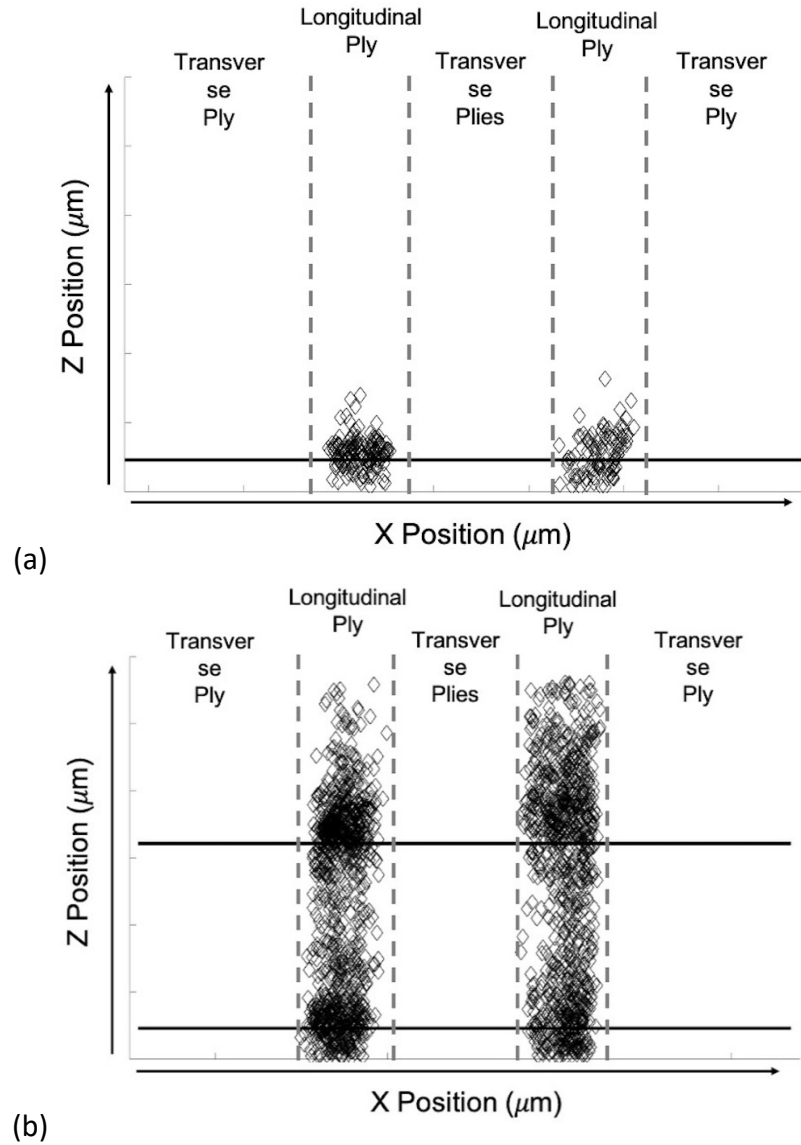 Longitudinal
Ply
Longitudinal
Ply
Transver
se
Ply
Transver
se
Plies
Transver
se
Ply
Z Position (μm)
X Position (μm)
(a)
Longitudinal
Ply
Longitudinal
Ply
Transver
se
Ply
Transver
se
Plies
Transver
se
Ply
Z Position (μm)
X Position (μm)
(b)